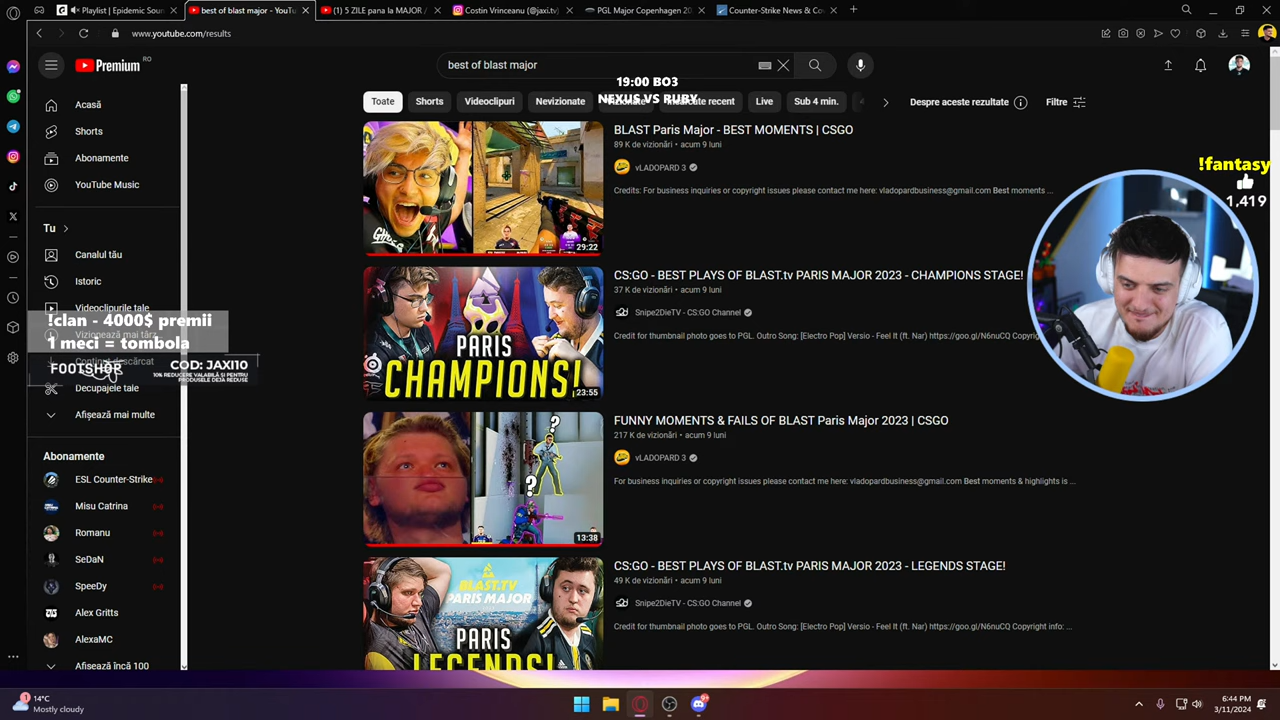 Playlist | Epidemic Soun
best of blast major - YouTu
(1) 5 ZILE pana la MAJOR /
Costin Vrinceanu (@jaxi.t
PGL Major Copenhagen 20
Counter-Strike News & Co
www.youtube.com/results
Premium RO
best of blast major
19:00 BO3
NEXUS VS RUBY
Toate
Shorts
Videoclipuri
Nevizionate
Live
Sub 4 min.
Despre aceste rezultate
Filtre
Acasă
Shorts
Abonamente
YouTube Music
Tu
Canalul tău
Istoric
Videoclipurile tale
!clan - 4000$ premii
Vizionează mai târziu
1 meci = tombola
FOOTSHOP
COD: JAXI10
10% REDUCERE VALABILĂ ȘI PENTRU
PRODUSELE DEJA REDUSE
Decupajele tale
Afișează mai multe
Abonamente
ESL Counter-Strike
Misu Catrina
Romanu
SeDaN
SpeeDy
Alex Gritts
AlexaMC
Afișează încă 100
29:22
BLAST Paris Major - BEST MOMENTS | CSGO
89 K de vizionări • acum 9 luni
vLADOPARD 3
Credits: For business inquiries or copyright issues please contact me here: vladopardbusiness@gmail.com Best moments ...
PARIS
CHAMPIONS!
23:55
CS:GO - BEST PLAYS OF BLAST.tv PARIS MAJOR 2023 - CHAMPIONS STAGE!
37 K de vizionări • acum 9 luni
Snipe2DieTV - CS:GO Channel
Credit for thumbnail photo goes to PGL. Outro Song: [Electro Pop] Versio - Feel It (ft. Nar) https://goo.gl/N6nuCQ Copyright info:
?
?
13:38
FUNNY MOMENTS & FAILS OF BLAST Paris Major 2023 | CSGO
217 K de vizionări • acum 9 luni
vLADOPARD 3
For business inquiries or copyright issues please contact me here: vladopardbusiness@gmail.com Best moments & highlights is ...
BLAST.TV
PARIS MAJOR
PARIS
LEGENDS!
CS:GO - BEST PLAYS OF BLAST.tv PARIS MAJOR 2023 - LEGENDS STAGE!
49 K de vizionări • acum 9 luni
Snipe2DieTV - CS:GO Channel
Credit for thumbnail photo goes to PGL. Outro Song: [Electro Pop] Versio - Feel It (ft. Nar) https://goo.gl/N6nuCQ Copyright info: ...
!fantasy
1,419
14°C
Mostly cloudy
6:44 PM
3/11/2024